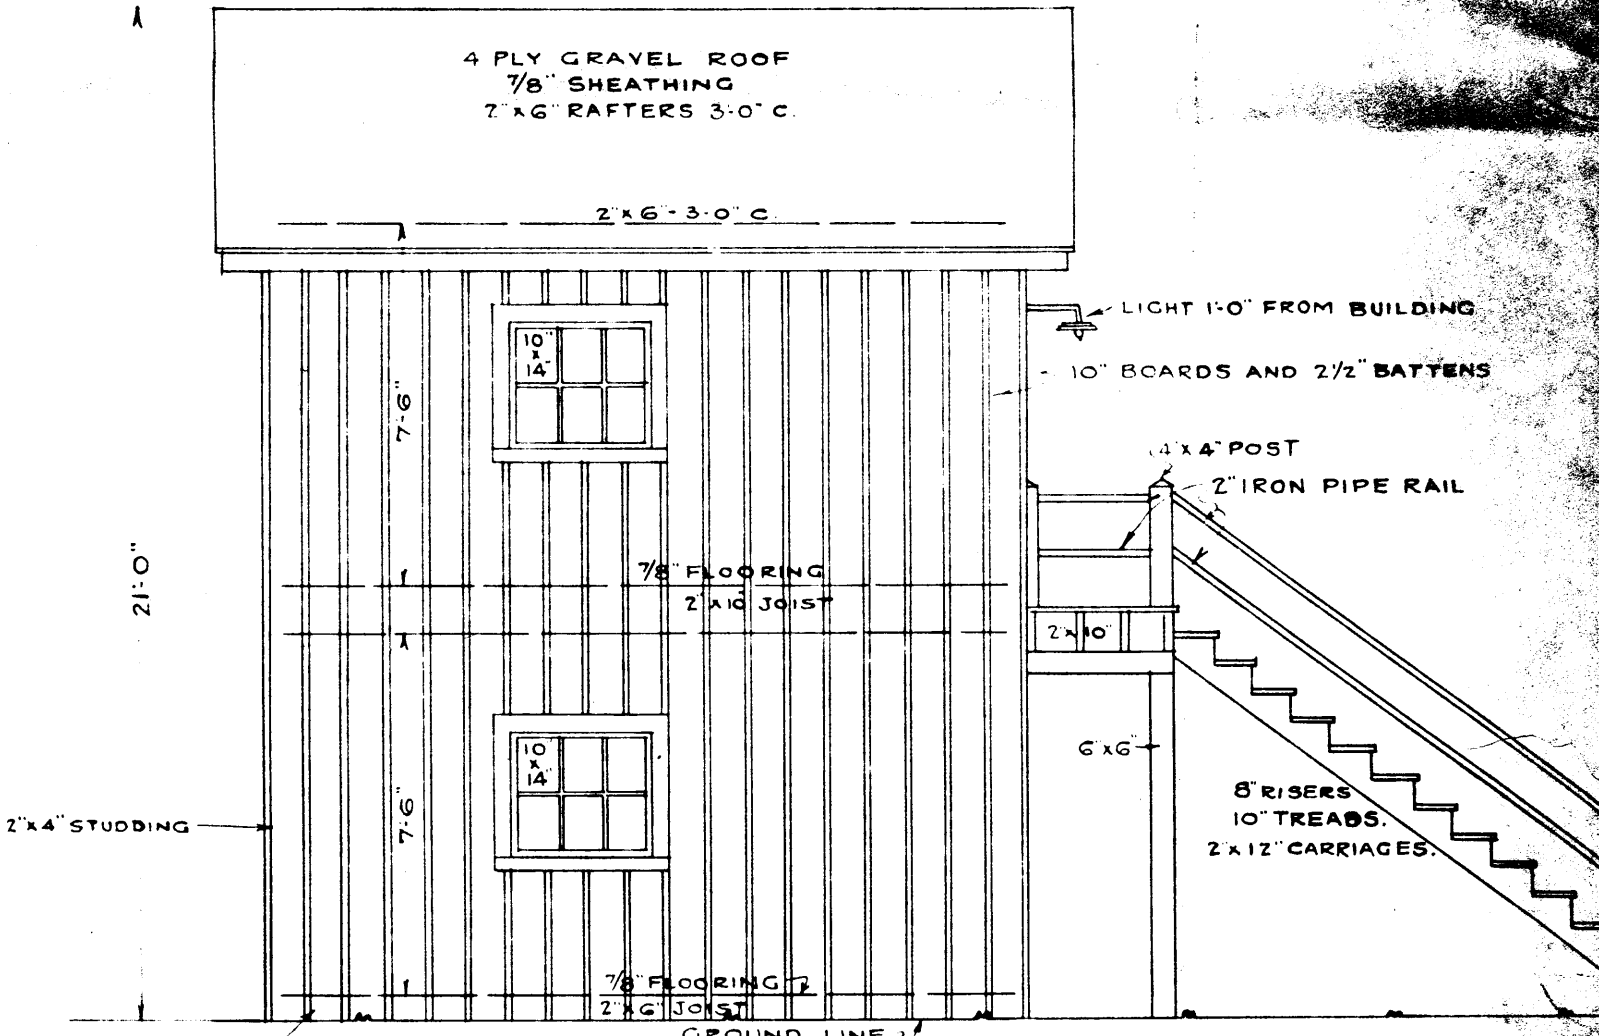 4 PLY GRAVEL ROOF
7/8" SHEATHING
2"x6" RAFTERS 3'-0" C.
2"x6"-3'-0" C.
LIGHT 1'-0" FROM BUILDING
10"
x
14"
10" BOARDS AND 2 1/2" BATTENS
7'-6"
4"x4" POST
2" IRON PIPE RAIL
21'-0"
7/8" FLOORING
2"x10" JOIST
2"x10"
6"x6"
10
x
14"
8" RISERS
10" TREADS.
2"x12" CARRIAGES.
2"x4" STUDDING
7'-6"
7/8" FLOORING
2"x6" JOIST
GROUND LINE